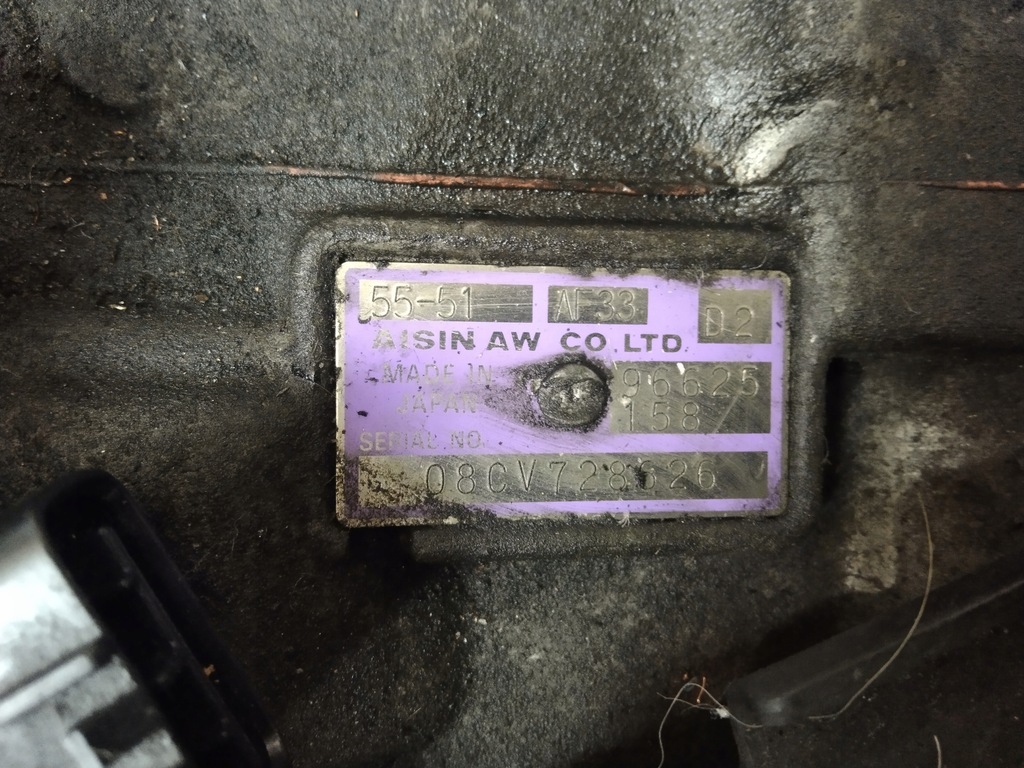 55-51 AF33 D2
AISIN AW CO.,LTD.
MADE IN 96625
JAPAN 158
SERIAL NO.
08CV728626